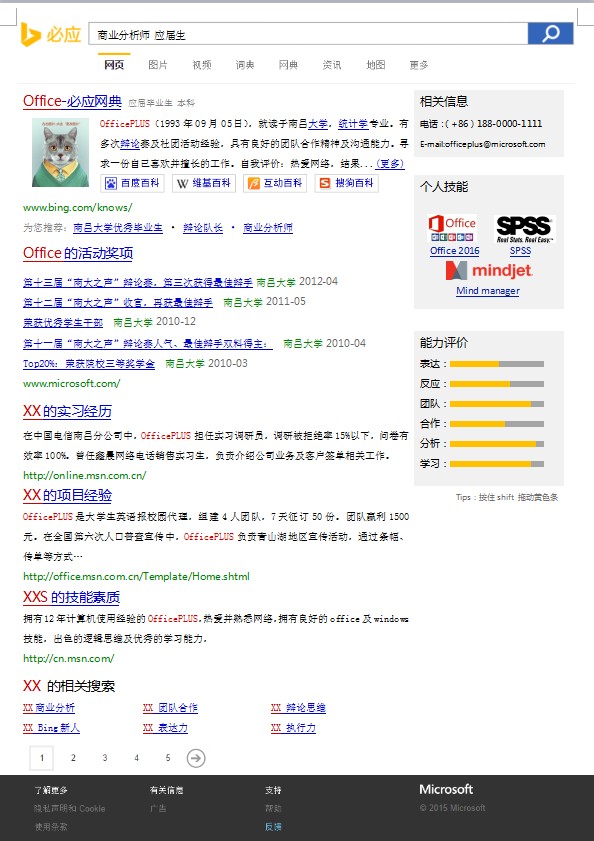 必应
商业分析师 应届生
网页 图片 视频 词典 网典 资讯 地图 更多
Office-必应网典 应届毕业生 本科
OfficePLUS（1993 年 09 月 05 日），就读于南昌大学，统计学专业。有
多次辩论赛及社团活动经验，具有良好的团队合作精神及沟通能力。寻
求一份自己喜欢并擅长的工作。自我评价：热爱网络，结果...(更多)
百度百科 维基百科 互动百科 搜狗百科
www.bing.com/knows/
为您推荐：南昌大学优秀毕业生 • 辩论队长 • 商业分析师
Office 的活动奖项
第十三届“南大之声”辩论赛，第三次获得最佳辩手 南昌大学 2012-04
第十二届“南大之声”收官，再获最佳辩手 南昌大学 2011-05
荣获优秀学生干部 南昌大学 2010-12
第十一届“南大之声”辩论赛人气、最佳辩手双料得主； 南昌大学 2010-04
Top20%：荣获院校三等奖学金 南昌大学 2010-03
www.microsoft.com/
XX 的实习经历
在中国电信南昌分公司中，OfficePLUS 担任实习调研员，调研被拒绝率 15%以下，问卷有
效率 100%。曾任鑫晨网络电话销售实习生，负责介绍公司业务及客户签单相关工作。
http://online.msn.com.cn/
XX 的项目经验
OfficePLUS 是大学生英语报校园代理，组建 4 人团队，7 天征订 50 份。团队赢利 1500
元。在全国第六次人口普查宣传中，OfficePLUS 负责青山湖地区宣传活动，通过条幅、
传单等方式…
http://office.msn.com.cn/Template/Home.shtml
XXS 的技能素质
拥有 12 年计算机使用经验的 OfficePLUS，热爱并熟悉网络，拥有良好的 office 及 windows
技能，出色的逻辑思维及优秀的学习能力，
http://cn.msn.com/
XX 的相关搜索
XX 商业分析 XX 团队合作 XX 辩论思维
XX Bing 新人 XX 表达力 XX 执行力
1 2 3 4 5
相关信息
电话：（＋86）188-0000-1111
E-mail:officeplus@microsoft.com
个人技能
Office
SPSS
Real Stats. Real Easy.
Office 2016 SPSS
mindjet
Mind manager
能力评价
表达：
反应：
团队：
合作：
分析：
学习：
Tips：按住 shift 拖动黄色条
了解更多 有关信息 支持 Microsoft
隐私声明和 Cookie 广告 帮助 © 2015 Microsoft
使用条款 反馈